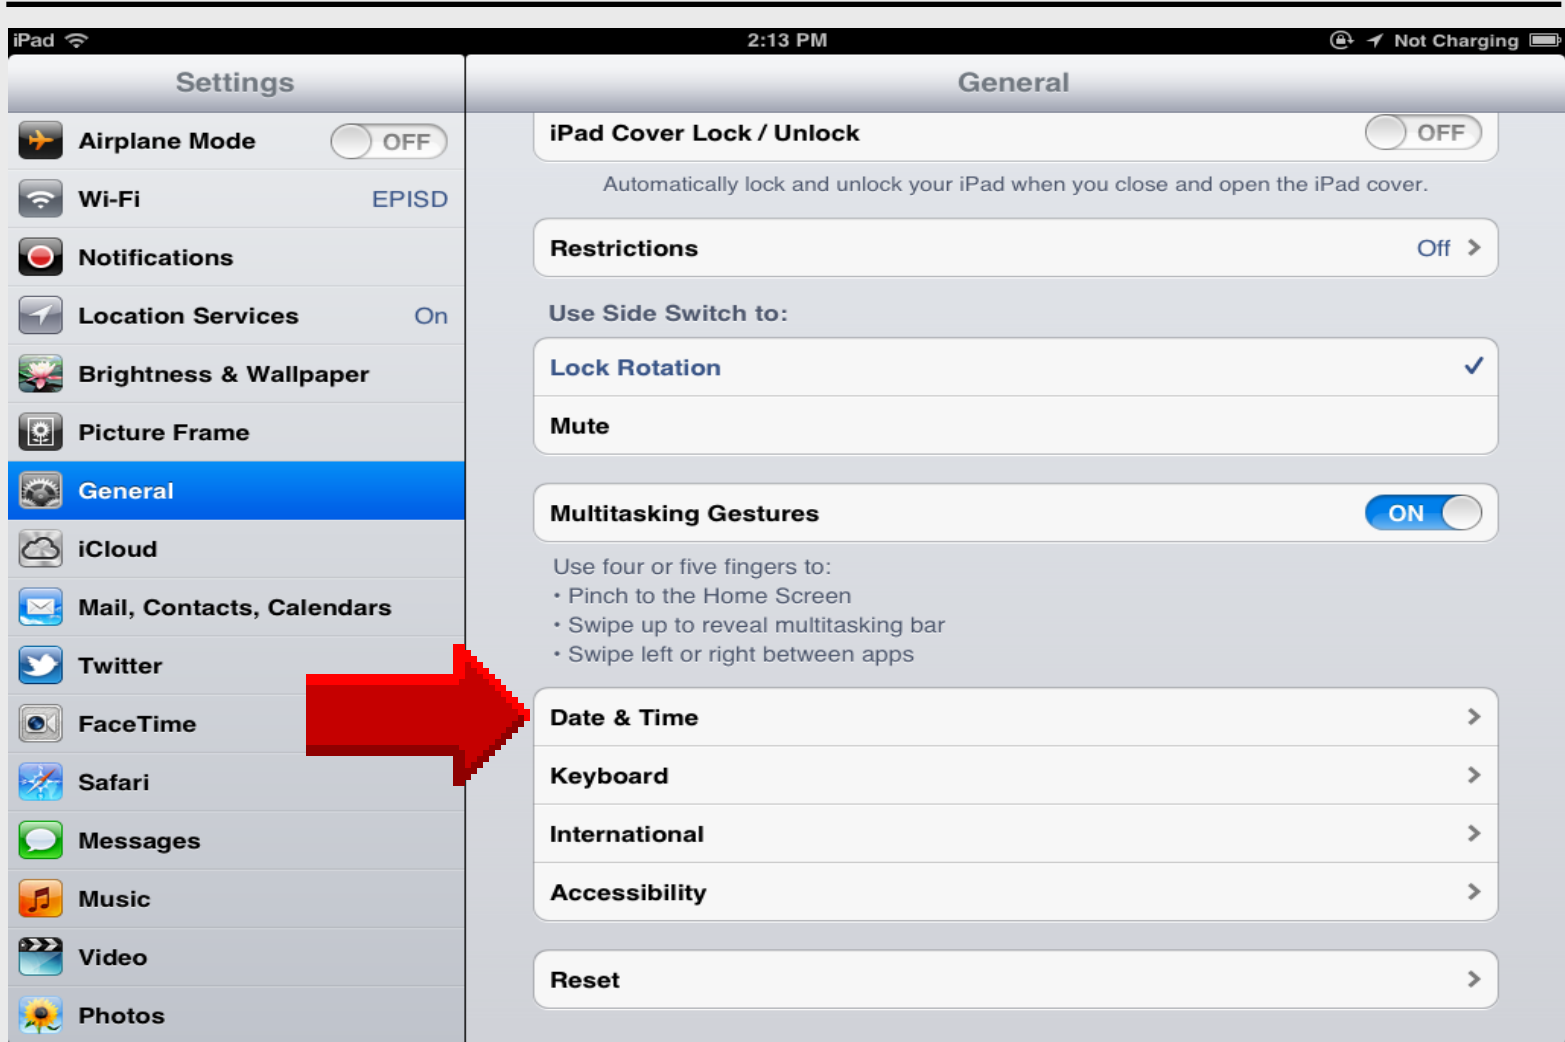 iPad 2:13 PM Not Charging
Settings
Airplane Mode OFF
Wi-Fi EPISD
Notifications
Location Services On
Brightness & Wallpaper
Picture Frame
General
iCloud
Mail, Contacts, Calendars
Twitter
FaceTime
Safari
Messages
Music
Video
Photos
General
iPad Cover Lock / Unlock OFF
Automatically lock and unlock your iPad when you close and open the iPad cover.
Restrictions Off
Use Side Switch to:
Lock Rotation
Mute
Multitasking Gestures ON
Use four or five fingers to:
• Pinch to the Home Screen
• Swipe up to reveal multitasking bar
• Swipe left or right between apps
Date & Time
Keyboard
International
Accessibility
Reset